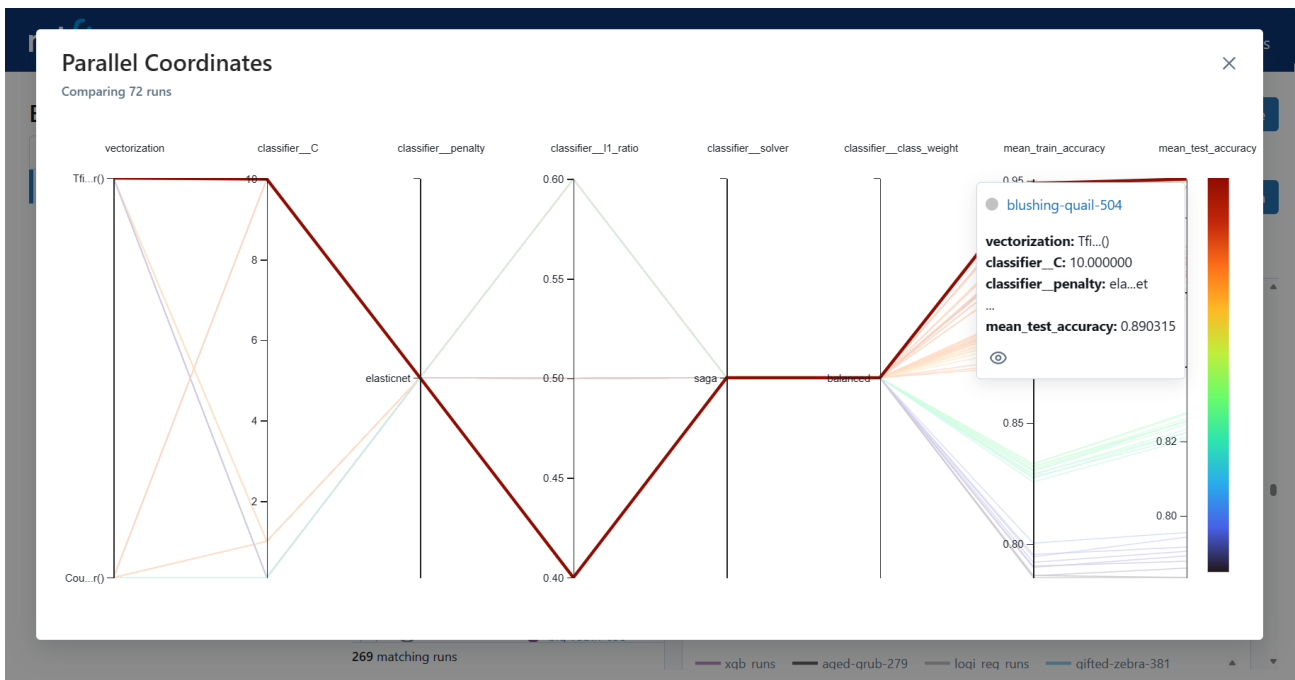 Parallel Coordinates
Comparing 72 runs
vectorization classifier__C classifier__penalty classifier__l1_ratio classifier__solver classifier__class_weight mean_train_accuracy mean_test_accuracy
Tfi...r()
Cou...r()
10
8
6
4
2
elasticnet
0.60
0.55
0.50
0.45
0.40
saga
balanced
0.95
0.85
0.80
0.82
0.80
blushing-quail-504
vectorization: Tfi...()
classifier__C: 10.000000
classifier__penalty: ela...et
...
mean_test_accuracy: 0.890315
269 matching runs
xgb_runs aged-grub-279 logi_reg_runs gifted-zebra-381